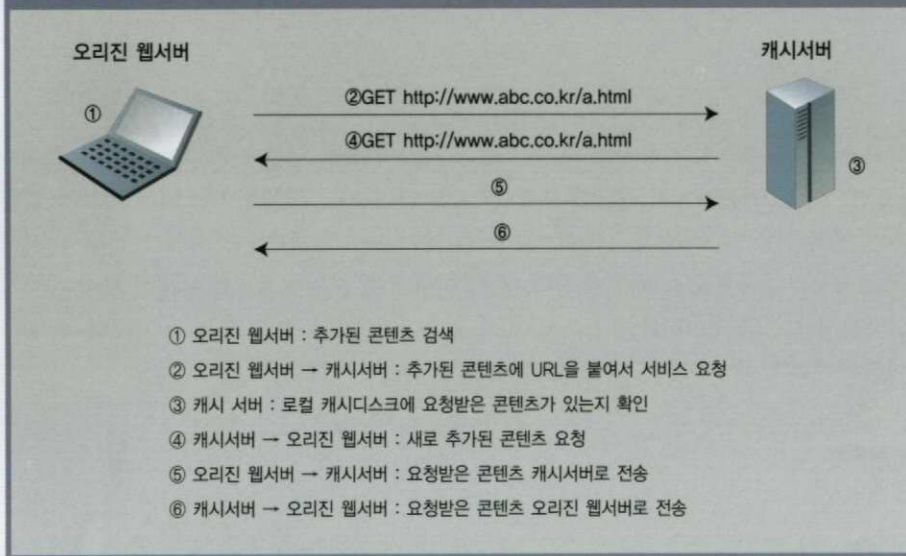 오리진 웹서버
캐시서버
①
②GET http://www.abc.co.kr/a.html
④GET http://www.abc.co.kr/a.html
③
⑤
⑥
① 오리진 웹서버 : 추가된 콘텐츠 검색
② 오리진 웹서버 → 캐시서버 : 추가된 콘텐츠에 URL을 붙여서 서비스 요청
③ 캐시 서버 : 로컬 캐시디스크에 요청받은 콘텐츠가 있는지 확인
④ 캐시서버 → 오리진 웹서버 : 새로 추가된 콘텐츠 요청
⑤ 오리진 웹서버 → 캐시서버 : 요청받은 콘텐츠 캐시서버로 전송
⑥ 캐시서버 → 오리진 웹서버 : 요청받은 콘텐츠 오리진 웹서버로 전송